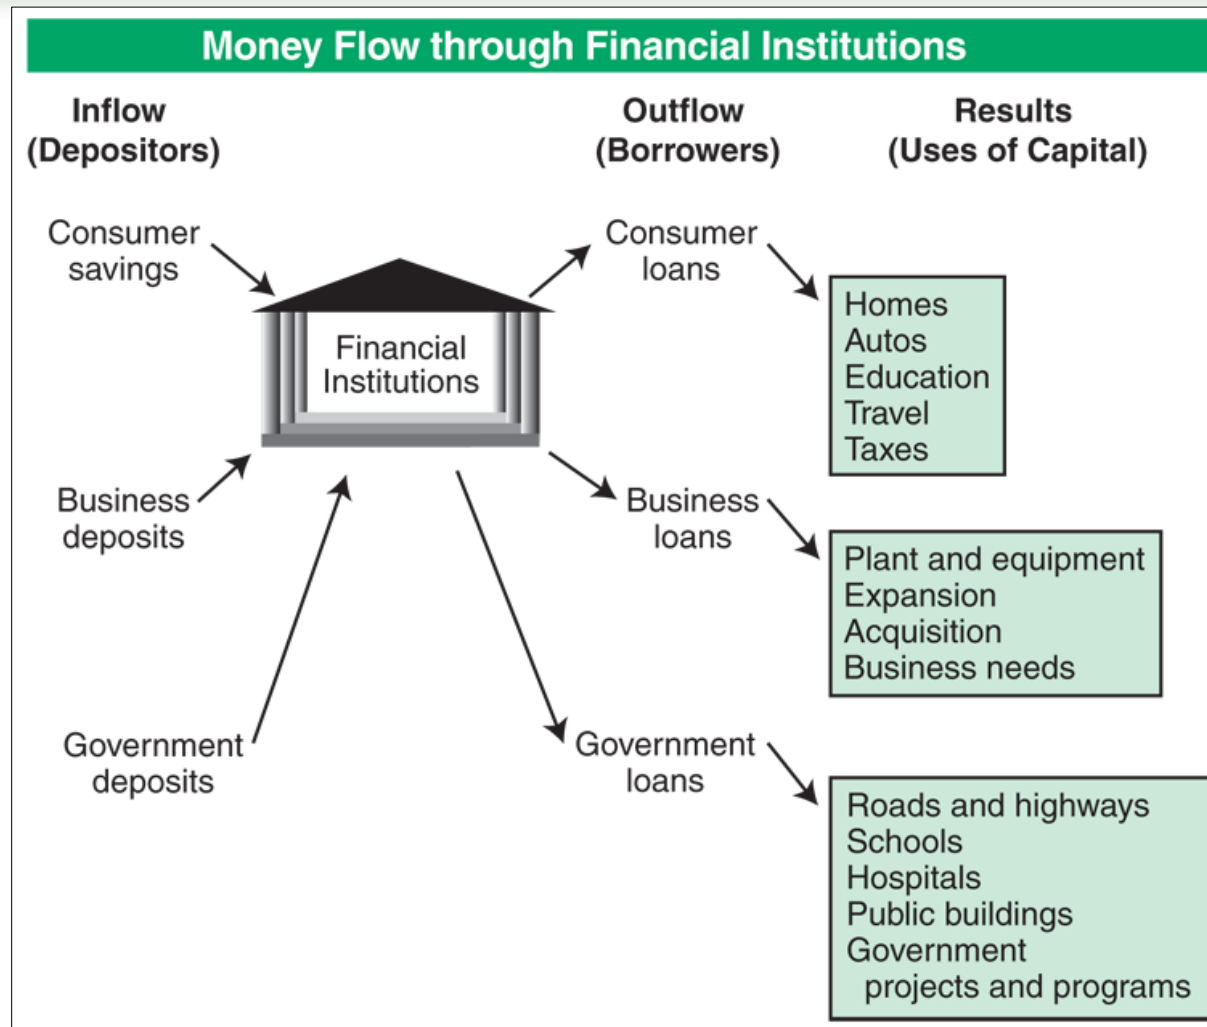 Money Flow through Financial Institutions
Inflow
(Depositors)
Outflow
(Borrowers)
Results
(Uses of Capital)
Consumer
savings
Financial
Institutions
Consumer
loans
Homes
Autos
Education
Travel
Taxes
Business
deposits
Business
loans
Plant and equipment
Expansion
Acquisition
Business needs
Government
deposits
Government
loans
Roads and highways
Schools
Hospitals
Public buildings
Government
projects and programs